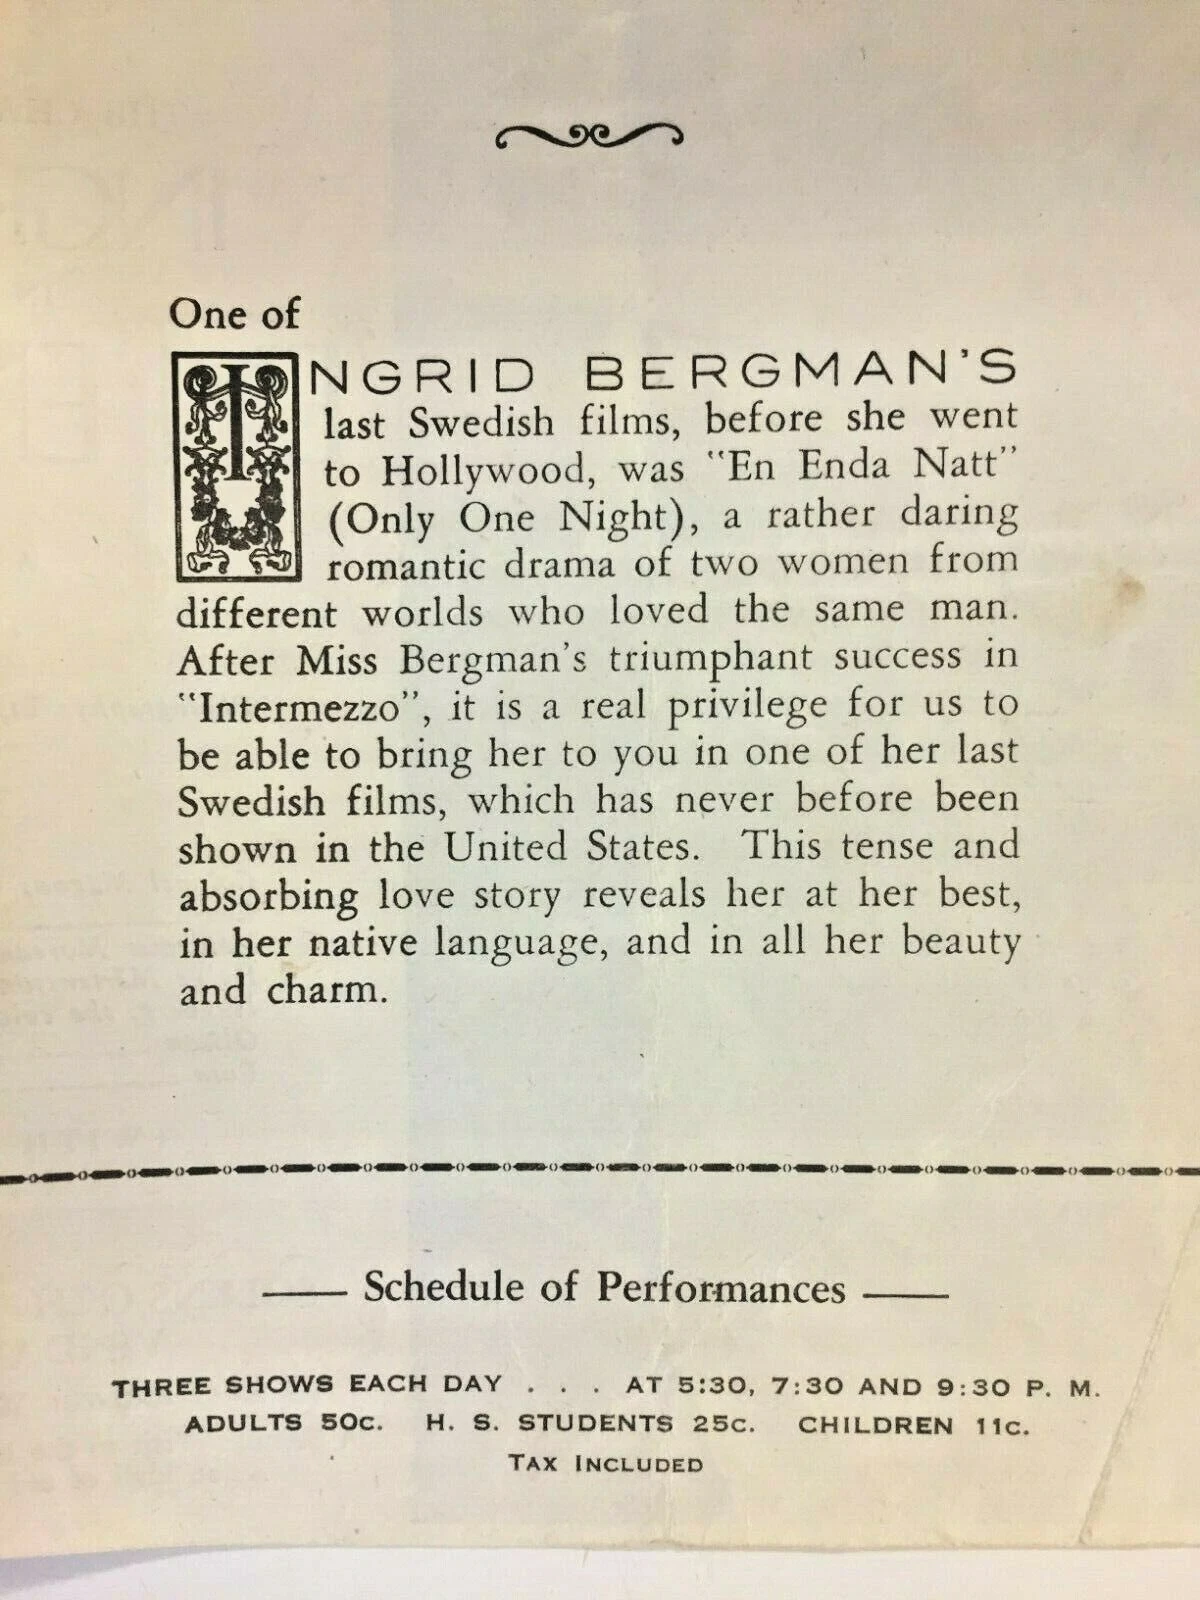 One of
INGRID BERGMAN'S
last Swedish films, before she went
to Hollywood, was "En Enda Natt"
(Only One Night), a rather daring
romantic drama of two women from
different worlds who loved the same man.
After Miss Bergman's triumphant success in
"Intermezzo", it is a real privilege for us to
be able to bring her to you in one of her last
Swedish films, which has never before been
shown in the United States. This tense and
absorbing love story reveals her at her best,
in her native language, and in all her beauty
and charm.
Schedule of Performances
THREE SHOWS EACH DAY . . . AT 5:30, 7:30 AND 9:30 P. M.
ADULTS 50c. H. S. STUDENTS 25c. CHILDREN 11c.
TAX INCLUDED